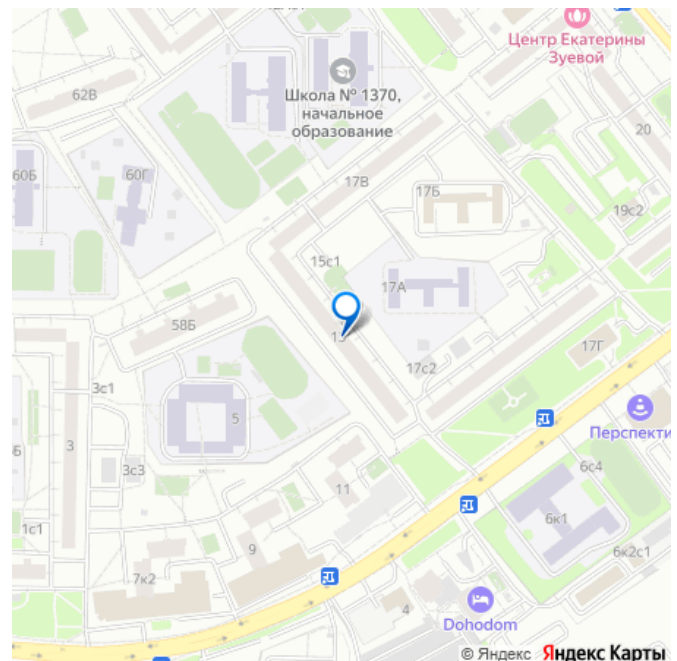 Центр Екатерины
Зуевой
62В
Школа № 1370,
начальное
образование
20
60Б
60Г
17В
17Б
19с2
15с1
17А
58Б
17Г
17с2
3с1
Перспекти
5
3
6с4
3с3
11
6к1
1с1
9
6к2с1
7к2
4
Dohodom
© Яндекс Яндекс Карты